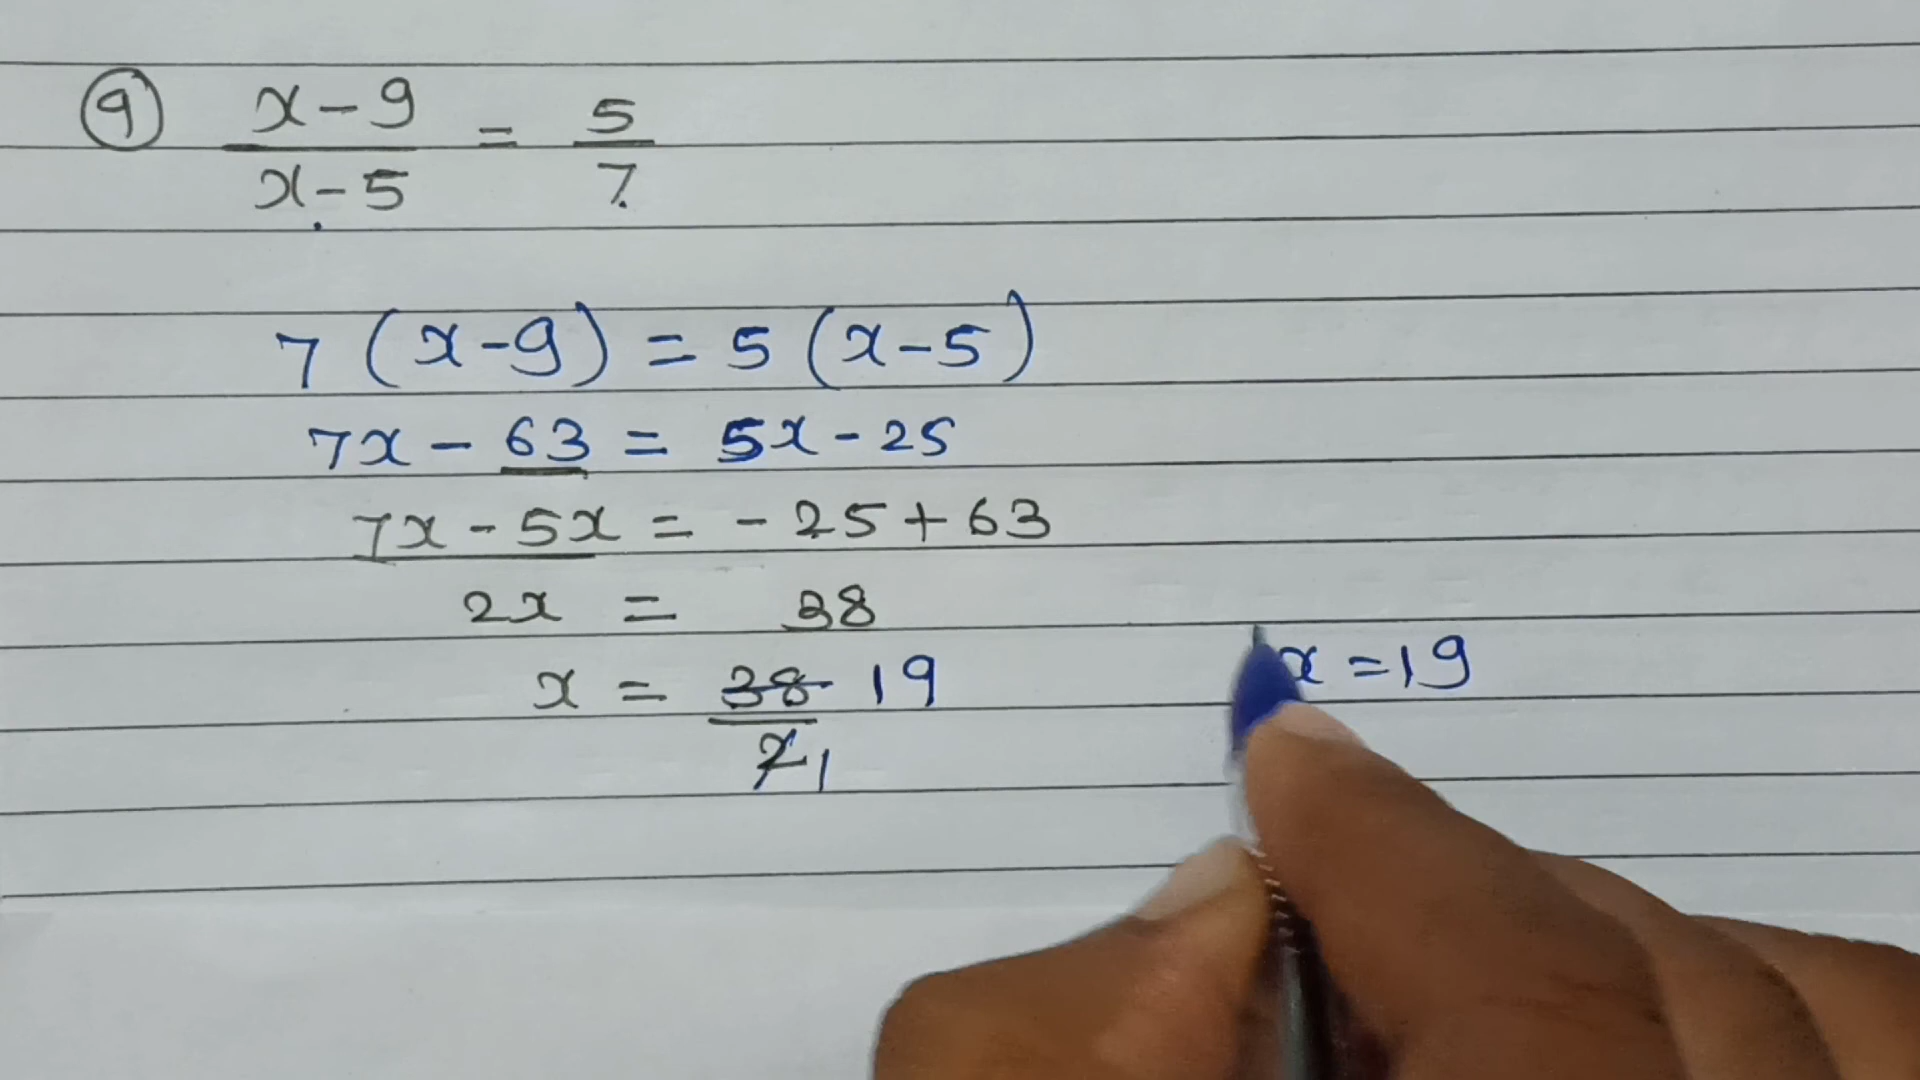 9 x-9/x-5 = 5/7
7 (x-9) = 5 (x-5)
7x - 63 = 5x - 25
7x - 5x = - 25 + 63
2x = 38
x = 38/2 19/1
x = 19